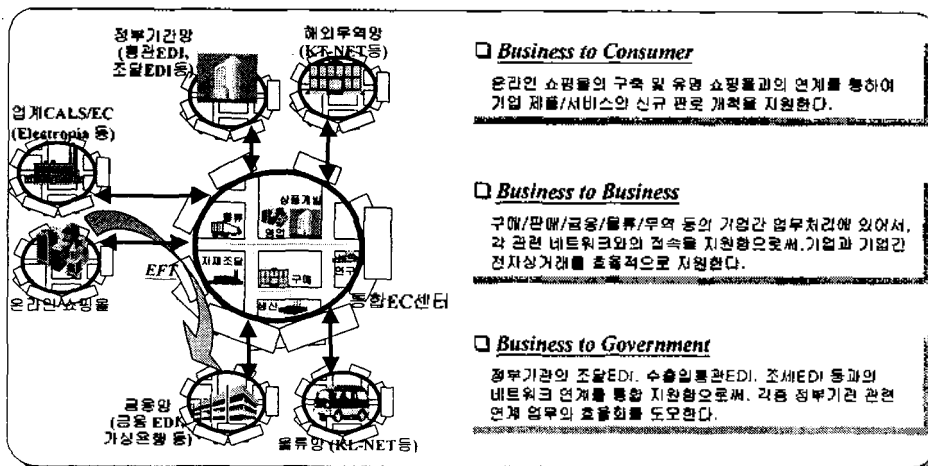 정부기간망
(통관EDI,
조달EDI등)
해외무역망
(KT-NET등)
업계CALS/EC
(Electropia 등)
온라인 쇼핑몰
EFT
물류
상품개발
영업
자재조달
구매
연구
생산
통합EC센터
금융망
(금융 EDI,
가상은행 등)
물류망 (KL-NET등)
❑ Business to Consumer
온라인 쇼핑몰의 구축 및 유명 쇼핑몰과의 연계를 통하여
기업 제품/서비스의 신규 판로 개척을 지원한다.
❑ Business to Business
구매/판매/금융/물류/무역 등의 기업간 업무처리에 있어서,
각 관련 네트워크와의 접속을 지원함으로써,기업과 기업간
전자상거래를 효율적으로 지원한다.
❑ Business to Government
정부기관의 조달EDI, 수출입통관EDI, 조세EDI 등과의
네트워크 연계를 통합 지원함으로써, 각종 정부기관 관련
연계 업무의 효율화를 도모한다.